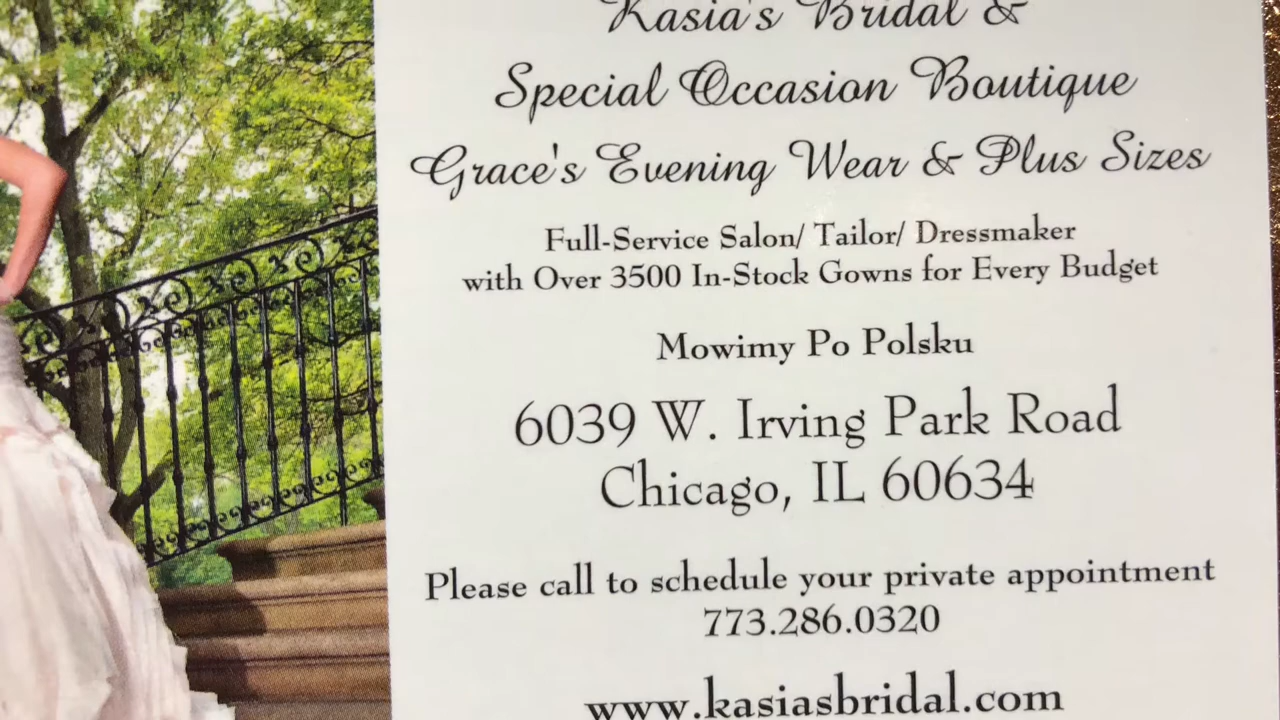 Kasia's Bridal &
Special Occasion Boutique
Grace's Evening Wear & Plus Sizes
Full-Service Salon/ Tailor/ Dressmaker
with Over 3500 In-Stock Gowns for Every Budget
Mowimy Po Polsku
6039 W. Irving Park Road
Chicago, IL 60634
Please call to schedule your private appointment
773.286.0320
www.kasiasbridal.com